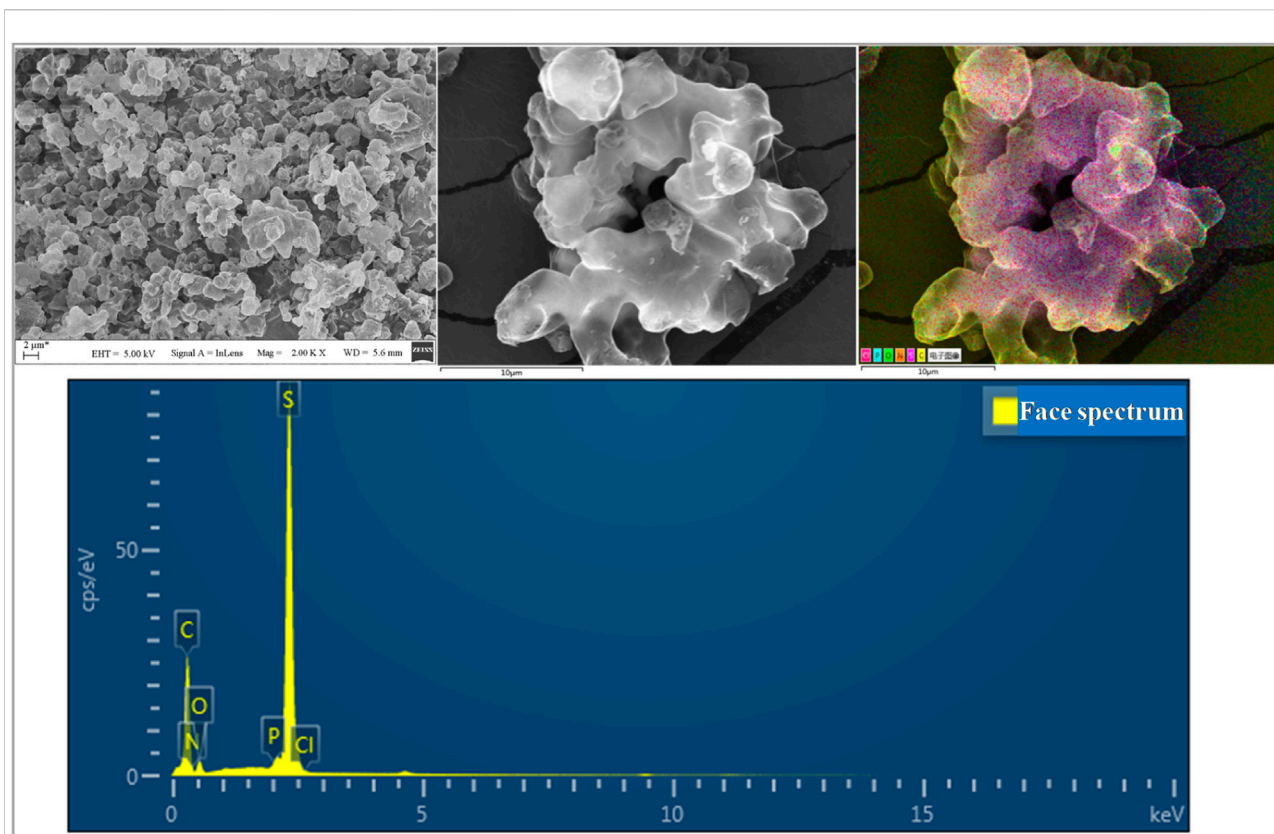 2 μm*
EHT = 5.00 kV Signal A = InLens Mag = 2.00 K X WD = 5.6 mm
ZEISS
10μm
O P O N S C 电子图像
10μm
Face spectrum
S
C
O
N
P
Cl
cps/eV
50
0
0 5 10 15 keV